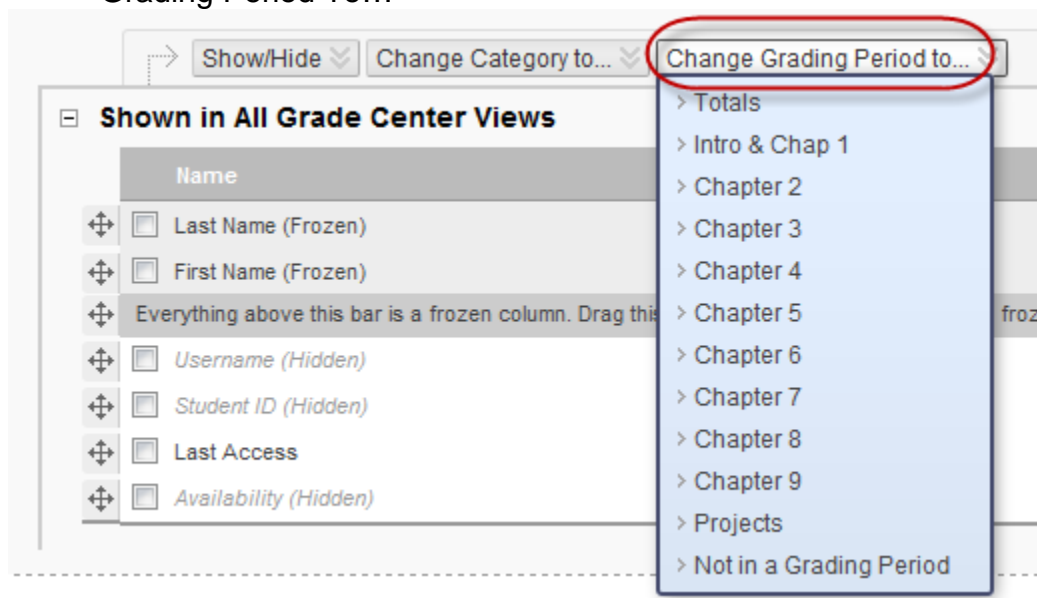 Grading Period To...
Show/Hide Change Category to... Change Grading Period to...
Shown in All Grade Center Views
Name
Last Name (Frozen)
First Name (Frozen)
Everything above this bar is a frozen column. Drag this
Username (Hidden)
Student ID (Hidden)
Last Access
Availability (Hidden)
> Totals
> Intro & Chap 1
> Chapter 2
> Chapter 3
> Chapter 4
> Chapter 5
> Chapter 6
> Chapter 7
> Chapter 8
> Chapter 9
> Projects
> Not in a Grading Period